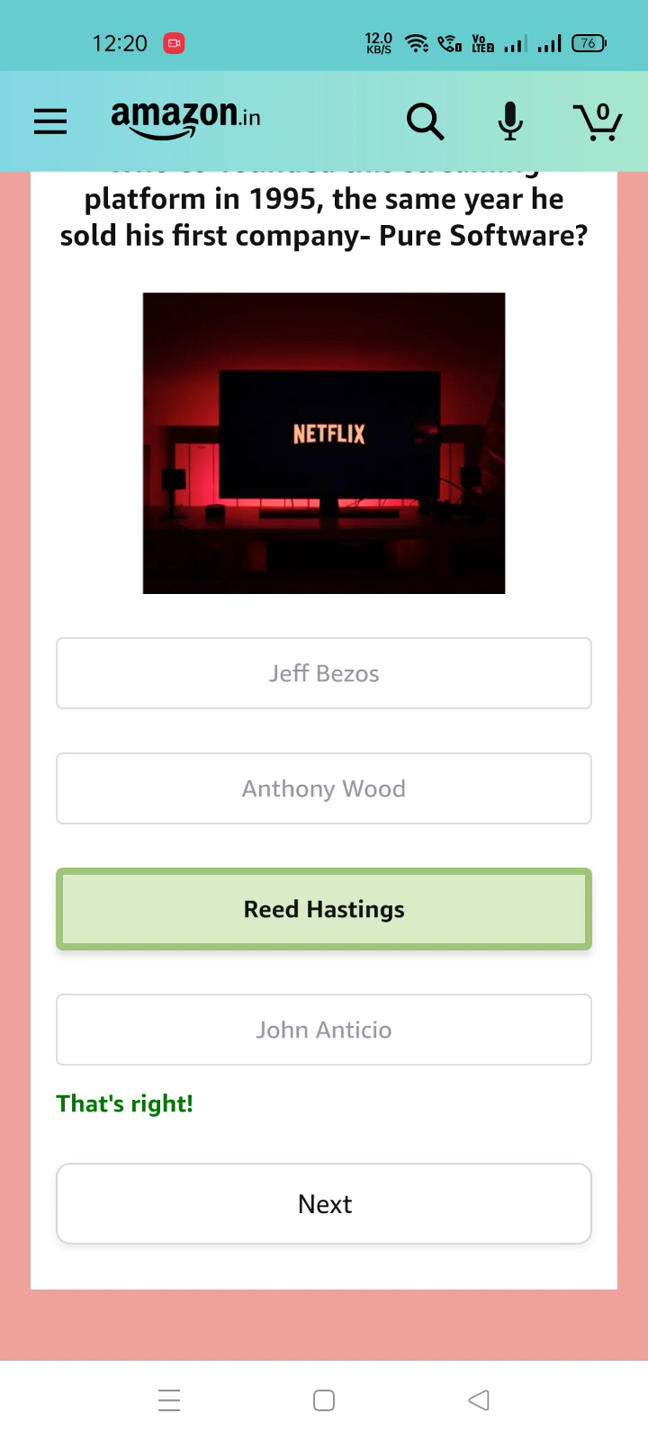 12:20 12.0 KB/S Vo LTE2 76
amazon.in 0
platform in 1995, the same year he
sold his first company- Pure Software?
NETFLIX
Jeff Bezos
Anthony Wood
Reed Hastings
John Anticio
That's right!
Next